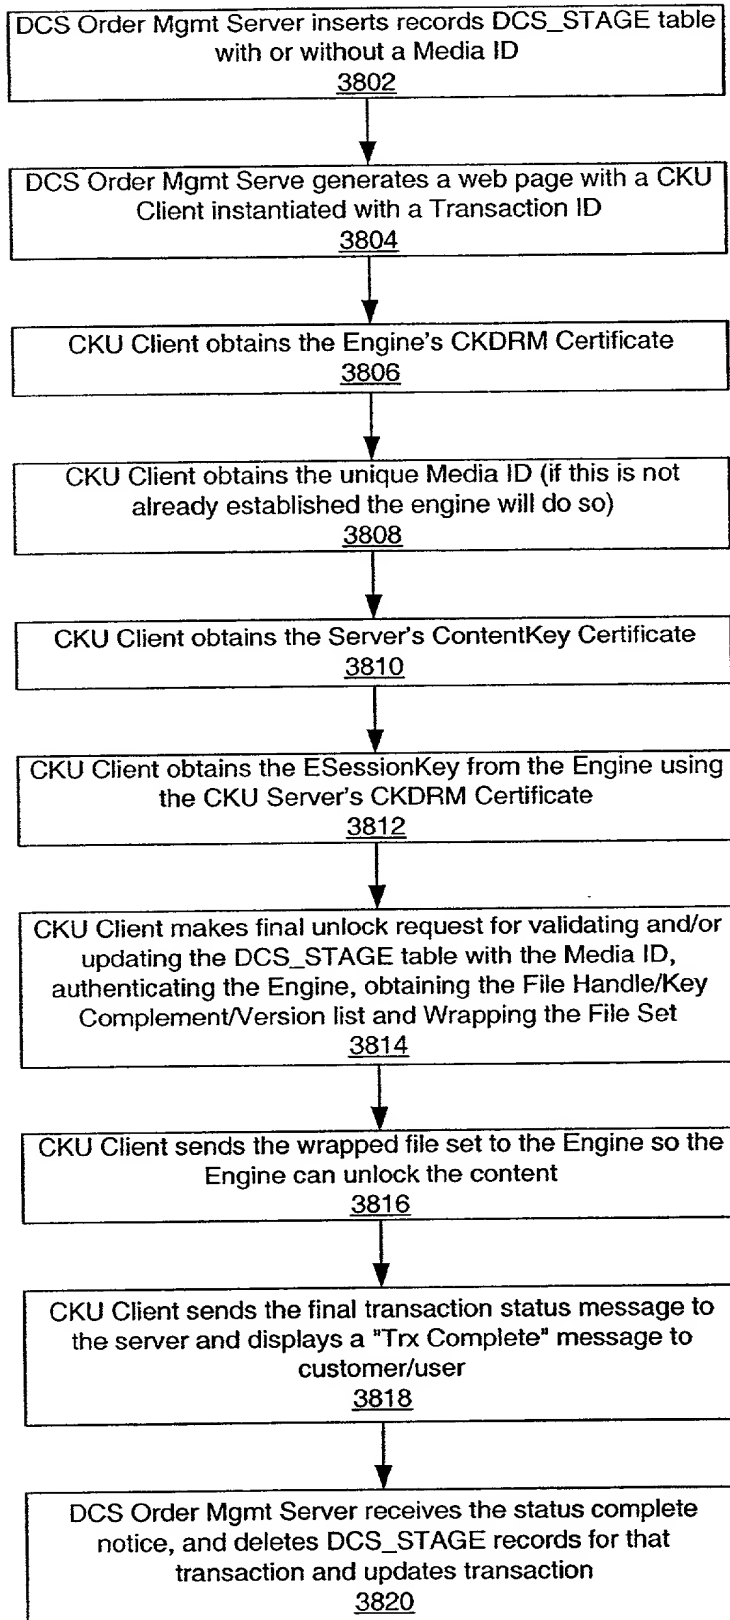 DCS Order Mgmt Server inserts records DCS_STAGE table
with or without a Media ID
3802
DCS Order Mgmt Serve generates a web page with a CKU
Client instantiated with a Transaction ID
3804
CKU Client obtains the Engine's CKDRM Certificate
3806
CKU Client obtains the unique Media ID (if this is not
already established the engine will do so)
3808
CKU Client obtains the Server's ContentKey Certificate
3810
CKU Client obtains the ESessionKey from the Engine using
the CKU Server's CKDRM Certificate
3812
CKU Client makes final unlock request for validating and/or
updating the DCS_STAGE table with the Media ID,
authenticating the Engine, obtaining the File Handle/Key
Complement/Version list and Wrapping the File Set
3814
CKU Client sends the wrapped file set to the Engine so the
Engine can unlock the content
3816
CKU Client sends the final transaction status message to
the server and displays a "Trx Complete" message to
customer/user
3818
DCS Order Mgmt Server receives the status complete
notice, and deletes DCS_STAGE records for that
transaction and updates transaction
3820